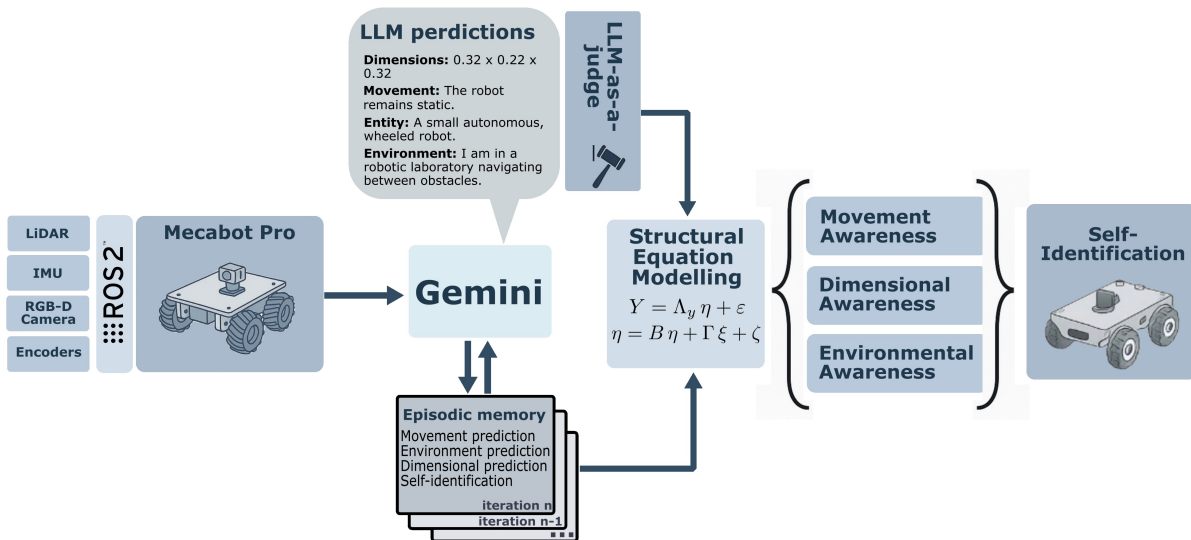 LiDAR
IMU
RGB-D
Camera
Encoders
ROS 2
Mecabot Pro
LLM perdictions
Dimensions: 0.32 x 0.22 x
0.32
Movement: The robot
remains static.
Entity: A small autonomous,
wheeled robot.
Environment: I am in a
robotic laboratory navigating
between obstacles.
LLM-as-a-
judge
Gemini
Episodic memory
Movement prediction
Environment prediction
Dimensional prediction
Self-identification
iteration n
iteration n-1
...
Structural
Equation
Modelling
Y = Λ_y η + ε
η = B η + Γ ξ + ζ
Movement
Awareness
Dimensional
Awareness
Environmental
Awareness
Self-
Identification